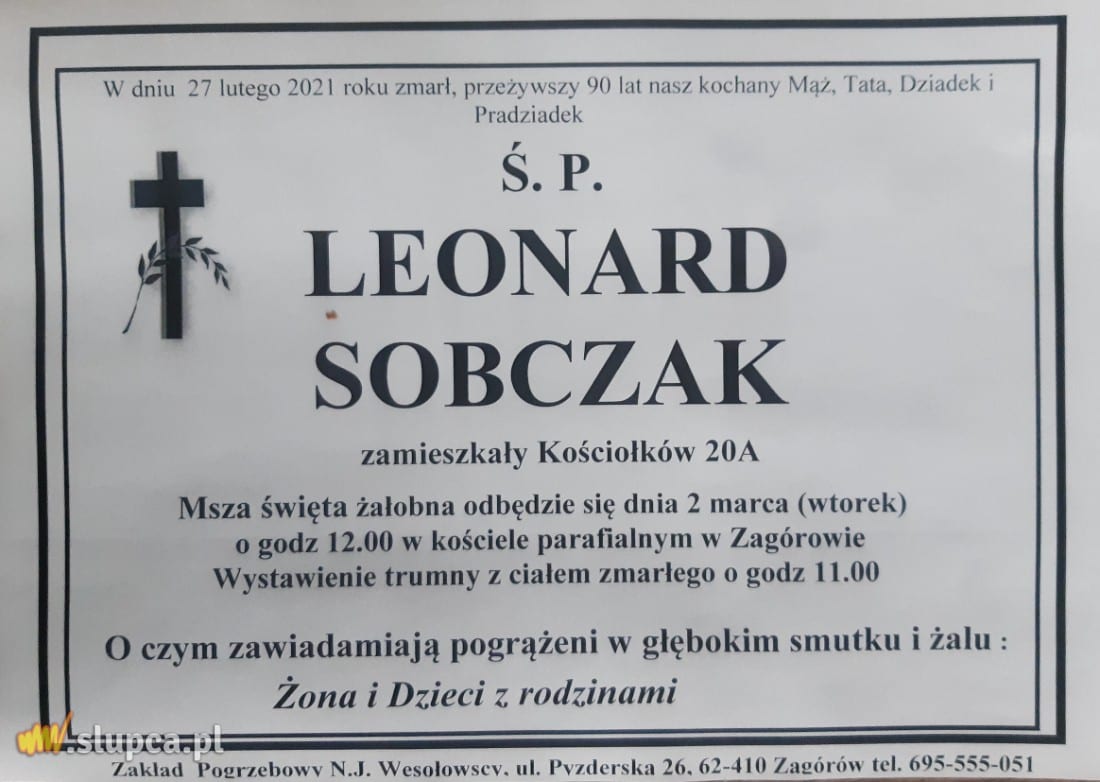 W dniu 27 lutego 2021 roku zmarł, przeżywszy 90 lat nasz kochany Mąż, Tata, Dziadek i
Pradziadek
Ś. P.
LEONARD
SOBCZAK
zamieszkały Kościołków 20A
Msza święta żałobna odbędzie się dnia 2 marca (wtorek)
o godz 12.00 w kościele parafialnym w Zagórowie
Wystawienie trumny z ciałem zmarłego o godz 11.00
O czym zawiadamiają pogrążeni w głębokim smutku i żalu :
Żona i Dzieci z rodzinami
.slupca.pl
Zakład Pogrzebowy N.J. Wesołowscy, ul. Pyzderska 26, 62-410 Zagórów tel. 695-555-051